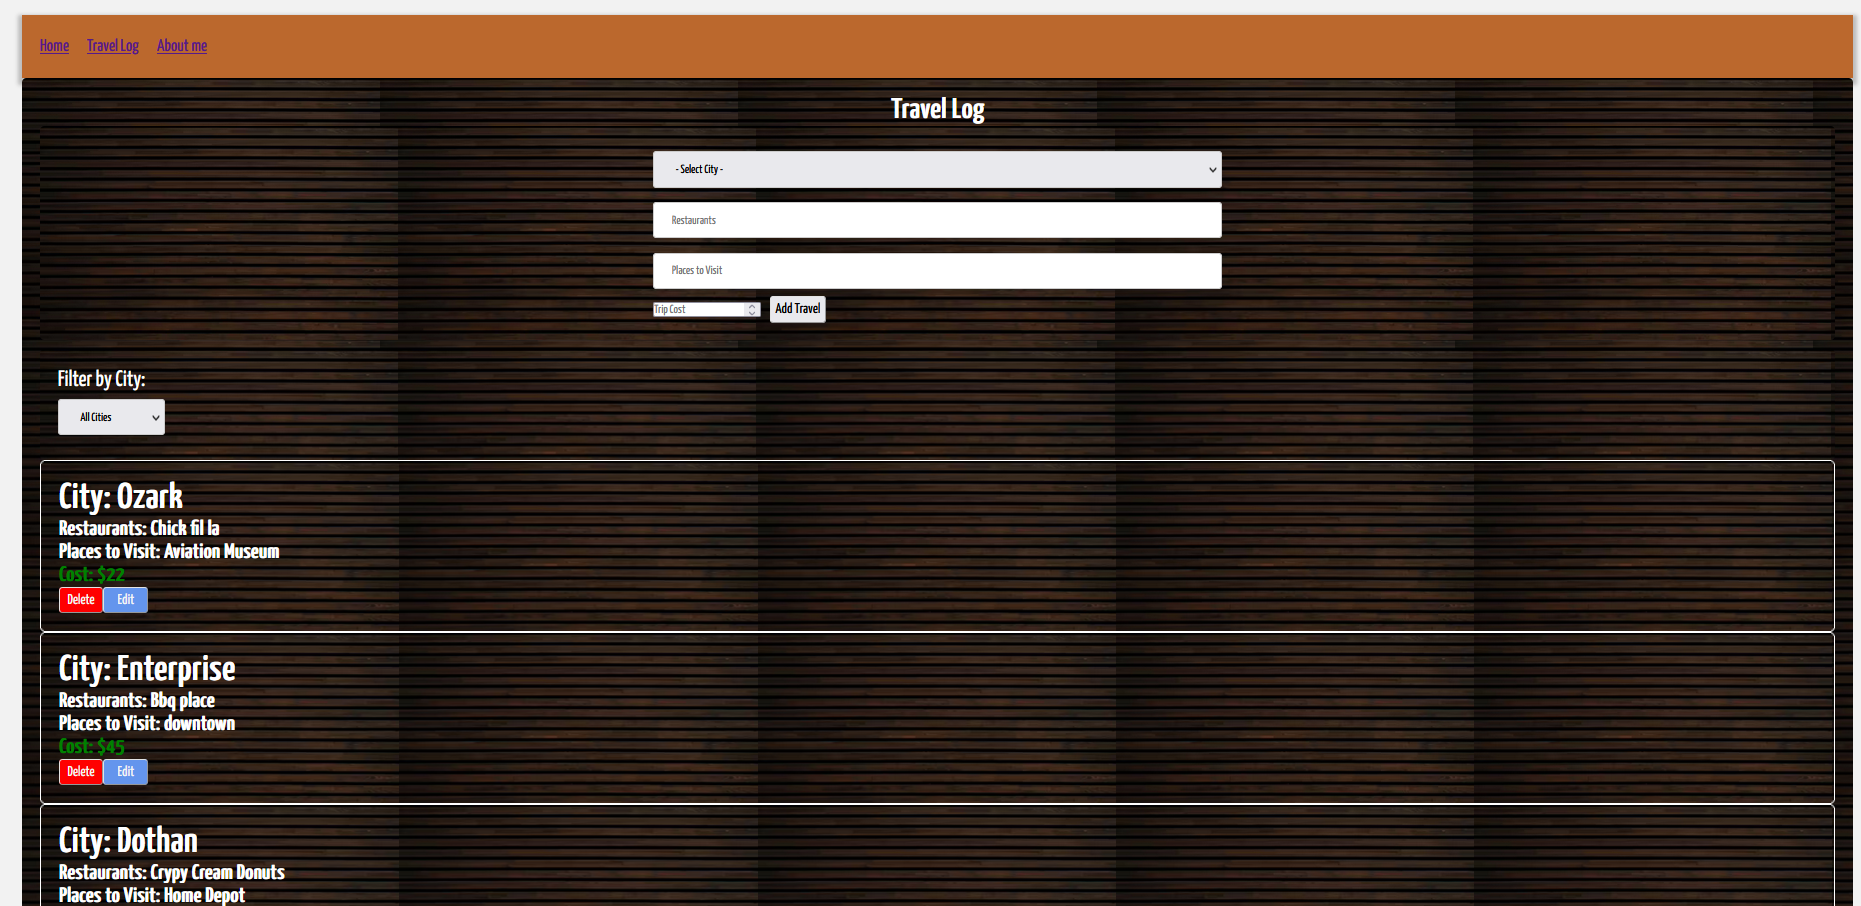 Home Travel Log About me
Travel Log
- Select City -
Restaurants
Places to Visit
Trip Cost Add Travel
Filter by City:
All Cities
City: Ozark
Restaurants: Chick fil la
Places to Visit: Aviation Museum
Cost: $22
Delete Edit
City: Enterprise
Restaurants: Bbq place
Places to Visit: downtown
Cost: $45
Delete Edit
City: Dothan
Restaurants: Crypy Cream Donuts
Places to Visit: Home Depot